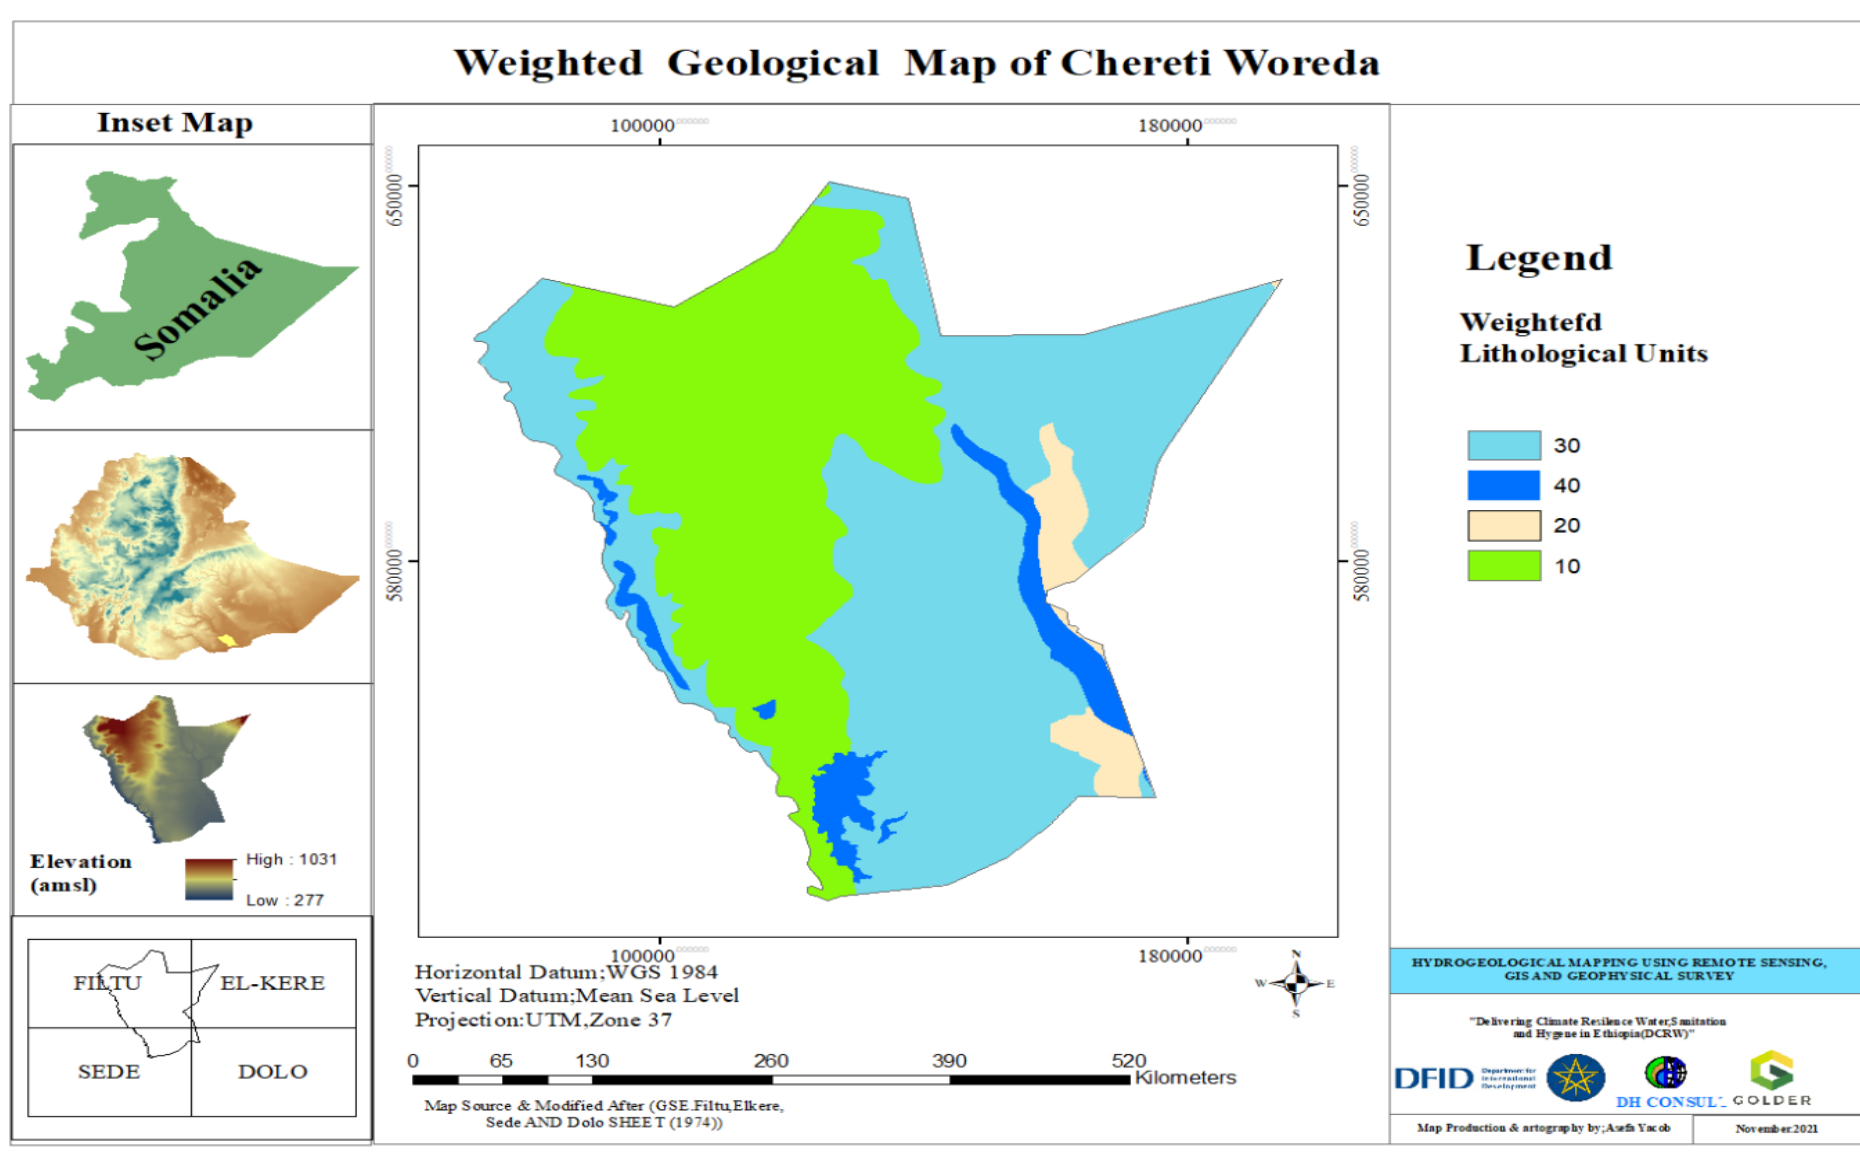 Weighted Geological Map of Chereti Woreda
Inset Map
Somalia
Elevation
(amsl)
High : 1031
Low : 277
FILTU
EL-KERE
SEDE
DOLO
100000
180000
650000
650000
580000
580000
100000
180000
Horizontal Datum;WGS 1984
Vertical Datum;Mean Sea Level
Projection:UTM,Zone 37
N
W
E
S
0 65 130 260 390 520
Kilometers
Map Source & Modified After (GSE.Filtu,Elkere,
Sede AND Dolo SHEET (1974))
Legend
Weightefd
Lithological Units
30
40
20
10
HYDROGEOLOGICAL MAPPING USING REMOTE SENSING,
GIS AND GEOPHYSICAL SURVEY
"Delivering Climate Resilence Water,Sanitation
and Hygene in Ethiopia(DCRW)"
DFID
Department for
International
Development
DH CONSULT
GOLDER
Map Production & artography by;Asefa Yacob
November.2021